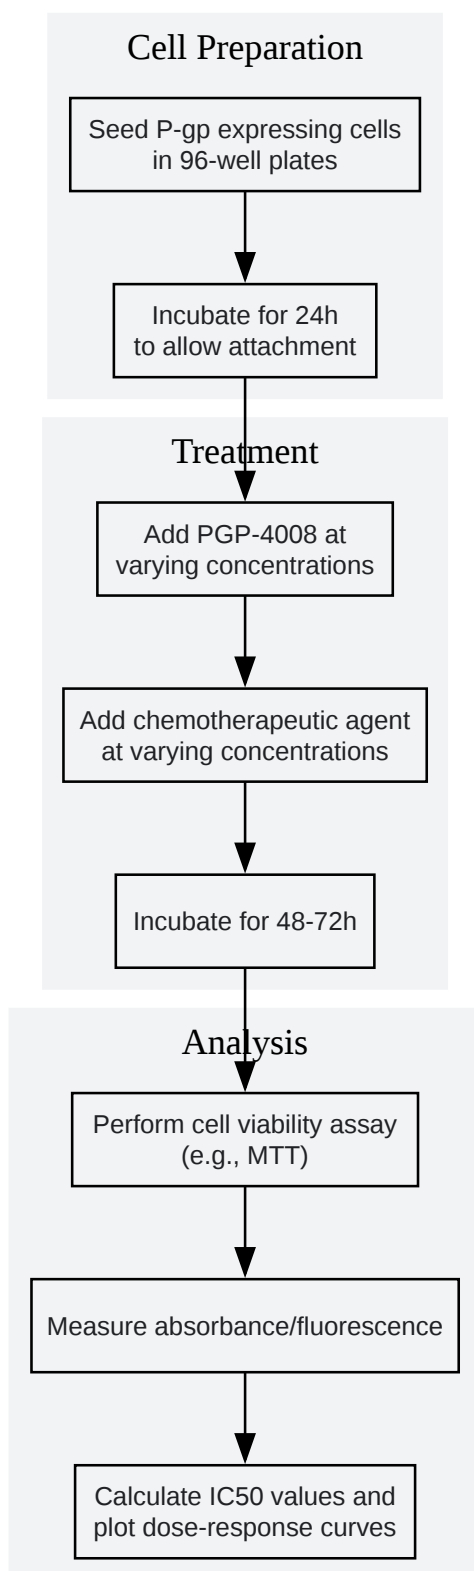 Cell Preparation
Seed P-gp expressing cells
in 96-well plates
Incubate for 24h
to allow attachment
Treatment
Add PGP-4008 at
varying concentrations
Add chemotherapeutic agent
at varying concentrations
Incubate for 48-72h
Analysis
Perform cell viability assay
(e.g., MTT)
Measure absorbance/fluorescence
Calculate IC50 values and
plot dose-response curves